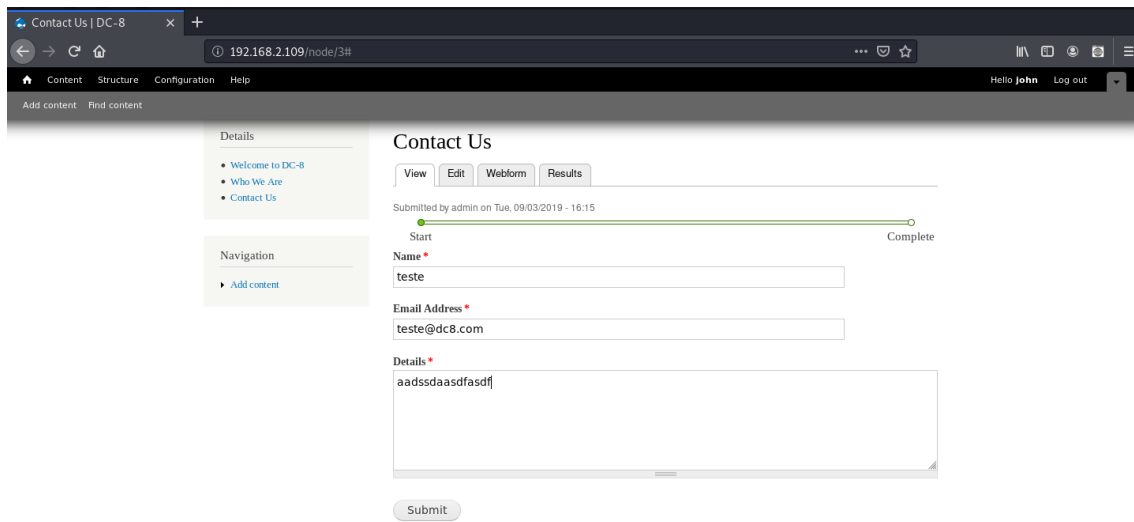 Contact Us | DC-8
192.168.2.109/node/3#
Content Structure Configuration Help
Hello john Log out
Add content Find content
Details
Welcome to DC-8
Who We Are
Contact Us
Navigation
Add content
Contact Us
View Edit Webform Results
Submitted by admin on Tue, 09/03/2019 - 16:15
Start Complete
Name *
teste
Email Address *
teste@dc8.com
Details *
aadssdaasdfasdf
Submit